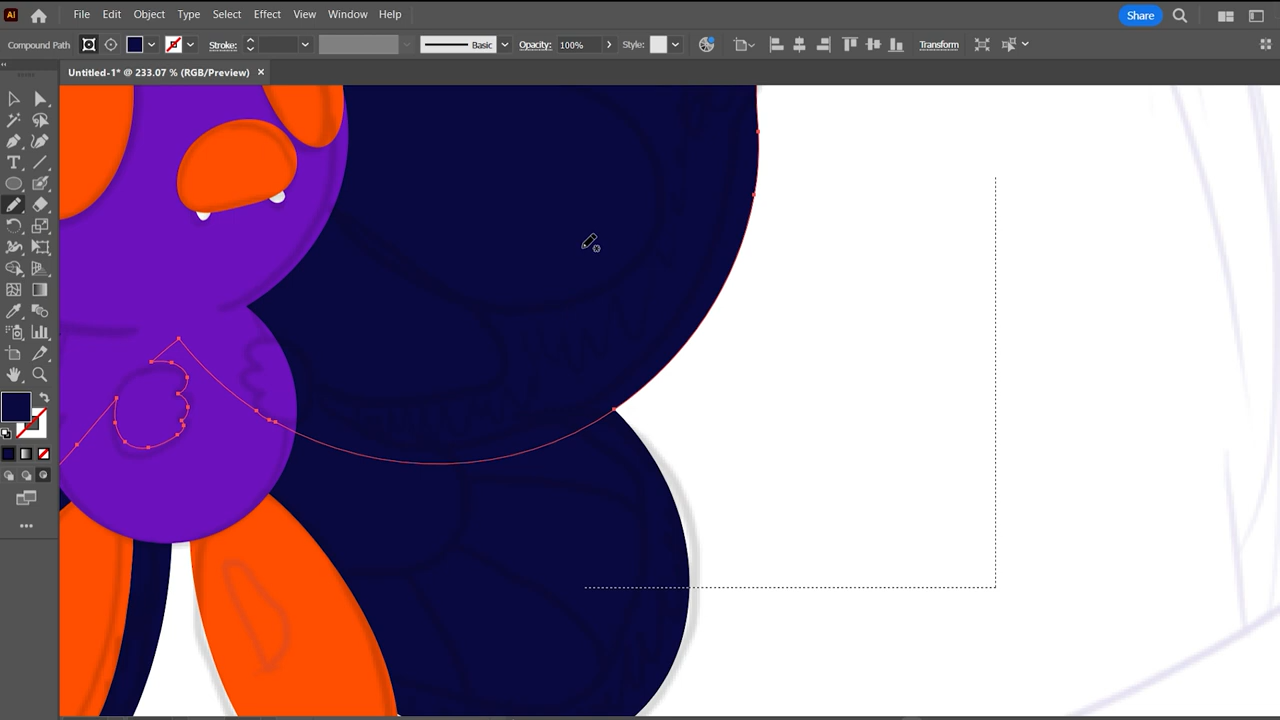 Ai File Edit Object Type Select Effect View Window Help Share
Compound Path Stroke: Basic Opacity: 100% Style: Transform
Untitled-1* @ 233.07 % (RGB/Preview) ×
T